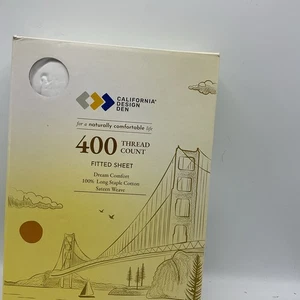 CALIFORNIA®
DESIGN
DEN
for a naturally comfortable life
400 THREAD
COUNT
FITTED SHEET
Dream Comfort
100% Long Staple Cotton
Sateen Weave